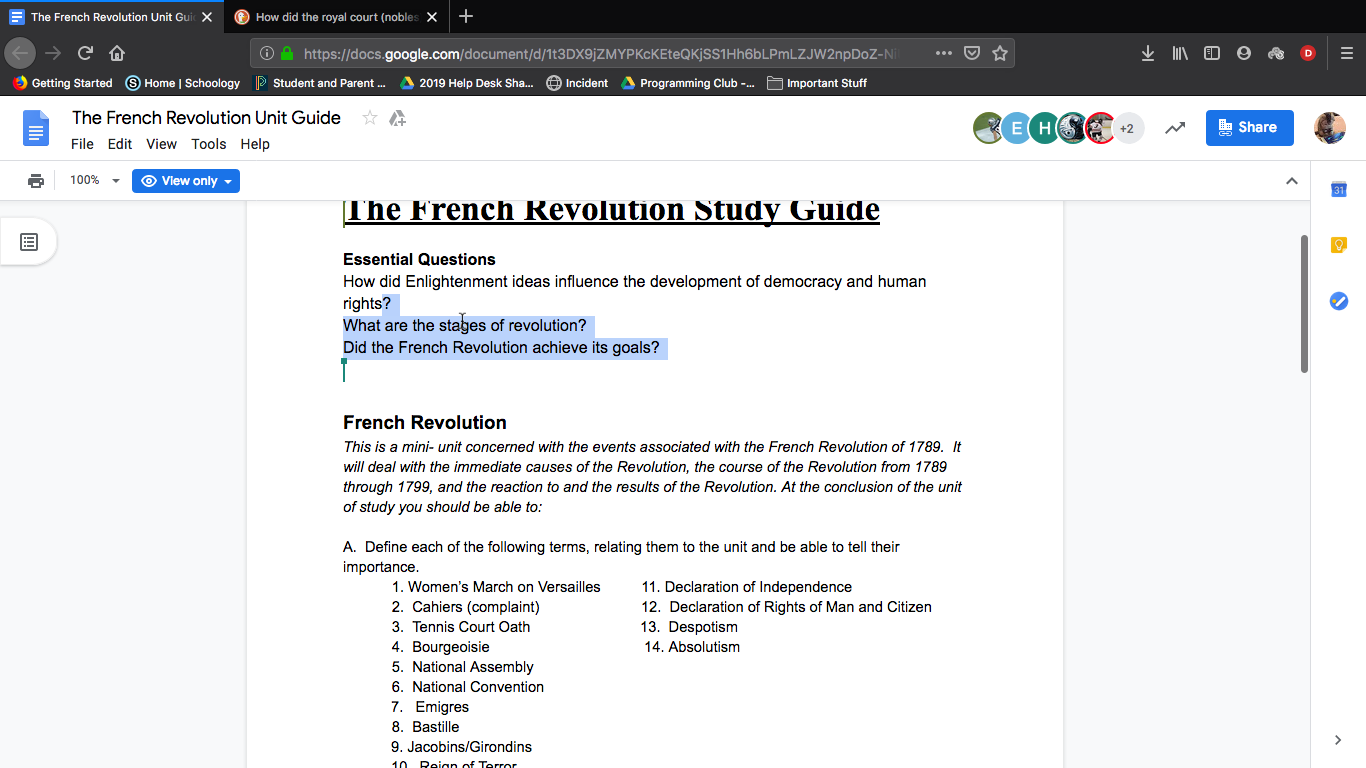 The French Revolution Unit Gui
How did the royal court (nobles
https://docs.google.com/document/d/1t3DX9jZMYPKcKEteQKjSS1Hh6bLPmLZJW2npDoZ-N
D
Getting Started
S Home | Schoology
Student and Parent ...
2019 Help Desk Sha...
Incident
Programming Club -...
Important Stuff
The French Revolution Unit Guide
E H +2
Share
File Edit View Tools Help
100%
View only
31
The French Revolution Study Guide
Essential Questions
How did Enlightenment ideas influence the development of democracy and human
rights?
What are the stages of revolution?
Did the French Revolution achieve its goals?
French Revolution
This is a mini- unit concerned with the events associated with the French Revolution of 1789.  It
will deal with the immediate causes of the Revolution, the course of the Revolution from 1789
through 1799, and the reaction to and the results of the Revolution. At the conclusion of the unit
of study you should be able to:
A.  Define each of the following terms, relating them to the unit and be able to tell their
importance.
1. Women's March on Versailles 11. Declaration of Independence
2.  Cahiers (complaint) 12.  Declaration of Rights of Man and Citizen
3.  Tennis Court Oath 13.  Despotism
4.  Bourgeoisie 14. Absolutism
5.  National Assembly
6.  National Convention
7.   Emigres
8.  Bastille
9. Jacobins/Girondins
10.  Reign of Terror